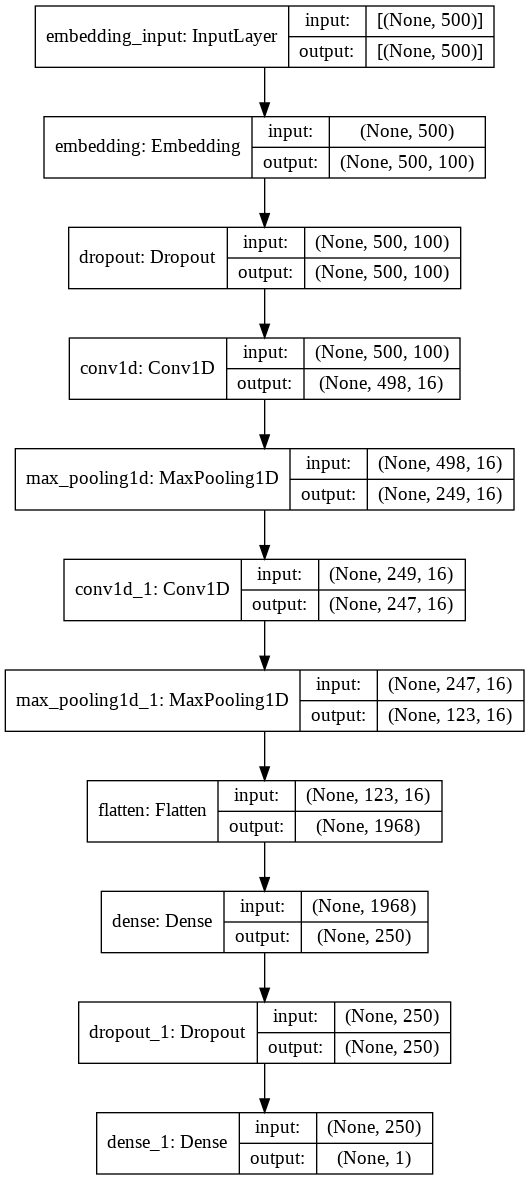 embedding_input: InputLayer
input: [(None, 500)]
output: [(None, 500)]
embedding: Embedding
input: (None, 500)
output: (None, 500, 100)
dropout: Dropout
input: (None, 500, 100)
output: (None, 500, 100)
conv1d: Conv1D
input: (None, 500, 100)
output: (None, 498, 16)
max_pooling1d: MaxPooling1D
input: (None, 498, 16)
output: (None, 249, 16)
conv1d_1: Conv1D
input: (None, 249, 16)
output: (None, 247, 16)
max_pooling1d_1: MaxPooling1D
input: (None, 247, 16)
output: (None, 123, 16)
flatten: Flatten
input: (None, 123, 16)
output: (None, 1968)
dense: Dense
input: (None, 1968)
output: (None, 250)
dropout_1: Dropout
input: (None, 250)
output: (None, 250)
dense_1: Dense
input: (None, 250)
output: (None, 1)